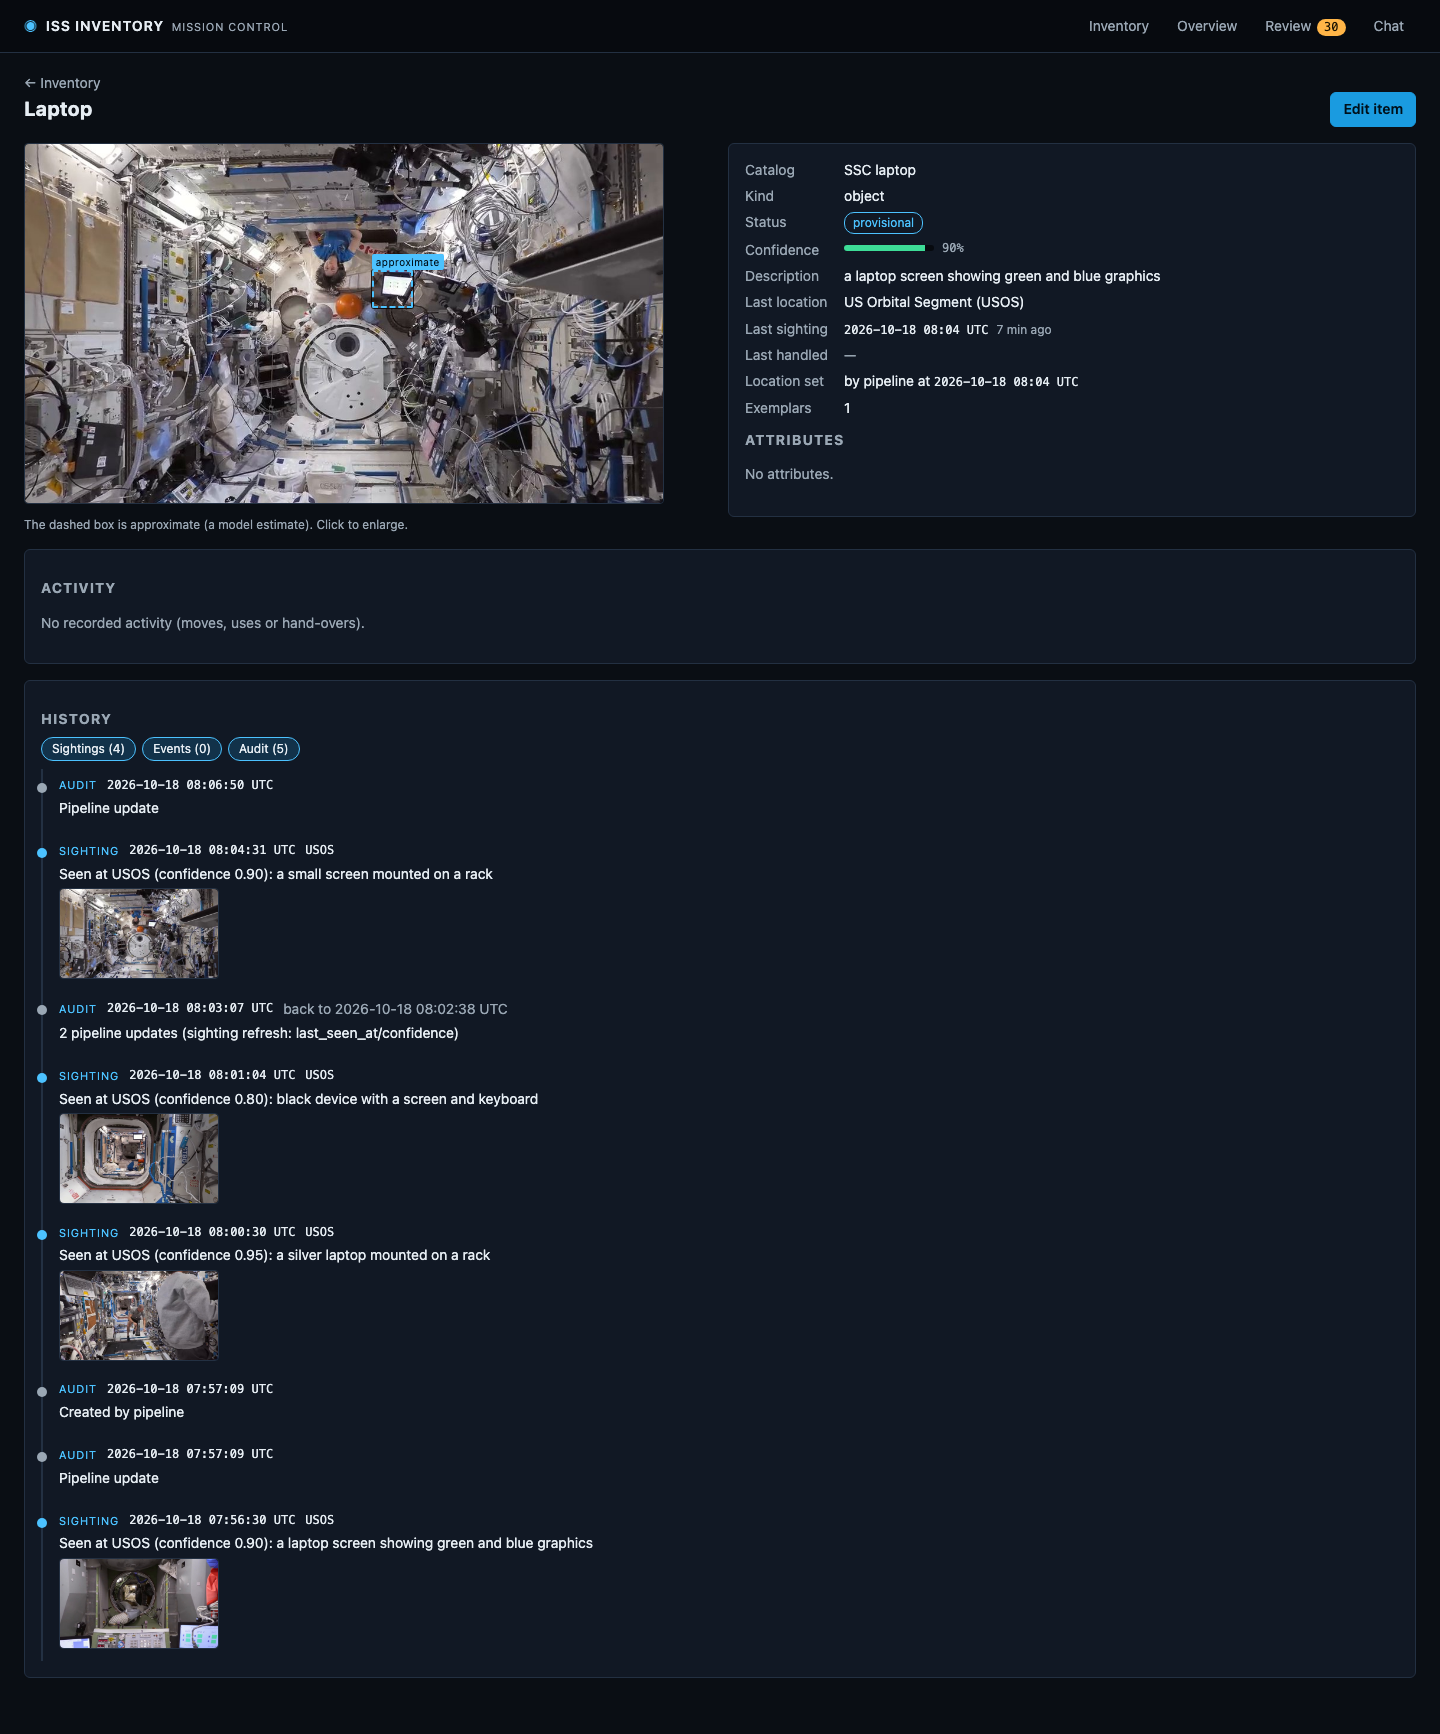 ISS INVENTORY MISSION CONTROL
Inventory Overview Review 30 Chat
← Inventory
Laptop
Edit item
approximate
The dashed box is approximate (a model estimate). Click to enlarge.
Catalog SSC laptop
Kind object
Status provisional
Confidence 90%
Description a laptop screen showing green and blue graphics
Last location US Orbital Segment (USOS)
Last sighting 2026-10-18 08:04 UTC 7 min ago
Last handled —
Location set by pipeline at 2026-10-18 08:04 UTC
Exemplars 1
ATTRIBUTES
No attributes.
ACTIVITY
No recorded activity (moves, uses or hand-overs).
HISTORY
Sightings (4) Events (0) Audit (5)
AUDIT 2026-10-18 08:06:50 UTC
Pipeline update
SIGHTING 2026-10-18 08:04:31 UTC USOS
Seen at USOS (confidence 0.90): a small screen mounted on a rack
AUDIT 2026-10-18 08:03:07 UTC back to 2026-10-18 08:02:38 UTC
2 pipeline updates (sighting refresh: last_seen_at/confidence)
SIGHTING 2026-10-18 08:01:04 UTC USOS
Seen at USOS (confidence 0.80): black device with a screen and keyboard
SIGHTING 2026-10-18 08:00:30 UTC USOS
Seen at USOS (confidence 0.95): a silver laptop mounted on a rack
AUDIT 2026-10-18 07:57:09 UTC
Created by pipeline
AUDIT 2026-10-18 07:57:09 UTC
Pipeline update
SIGHTING 2026-10-18 07:56:30 UTC USOS
Seen at USOS (confidence 0.90): a laptop screen showing green and blue graphics